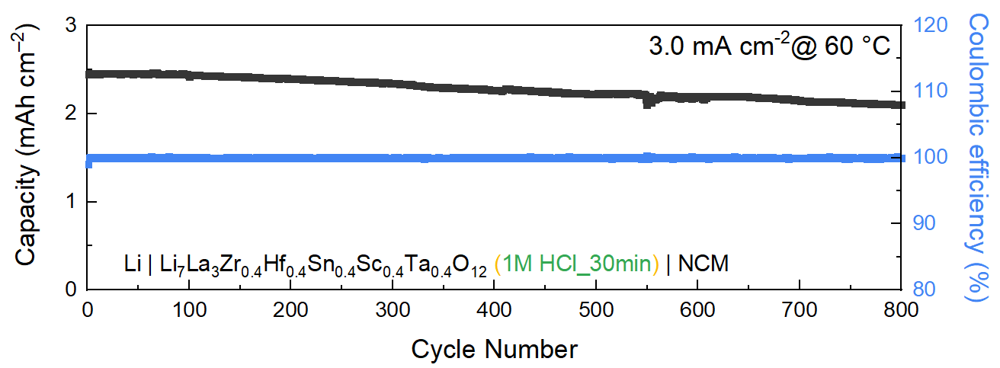 3.0 mA cm⁻²@ 60 °C
Capacity (mAh cm⁻²)
3
2
1
0
Li | Li₇La₃Zr₀.₄Hf₀.₄Sn₀.₄Sc₀.₄Ta₀.₄O₁₂ (1M HCl_30min) | NCM
120
110
100
90
80
Coulombic efficiency (%)
0 100 200 300 400 500 600 700 800
Cycle Number